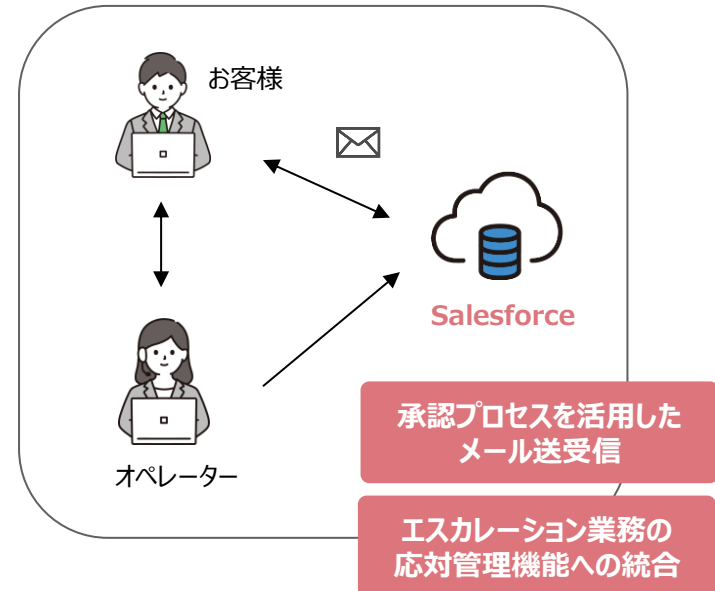 お客様
Salesforce
オペレーター
承認プロセスを活用した
メール送受信
エスカレーション業務の
応対管理機能への統合